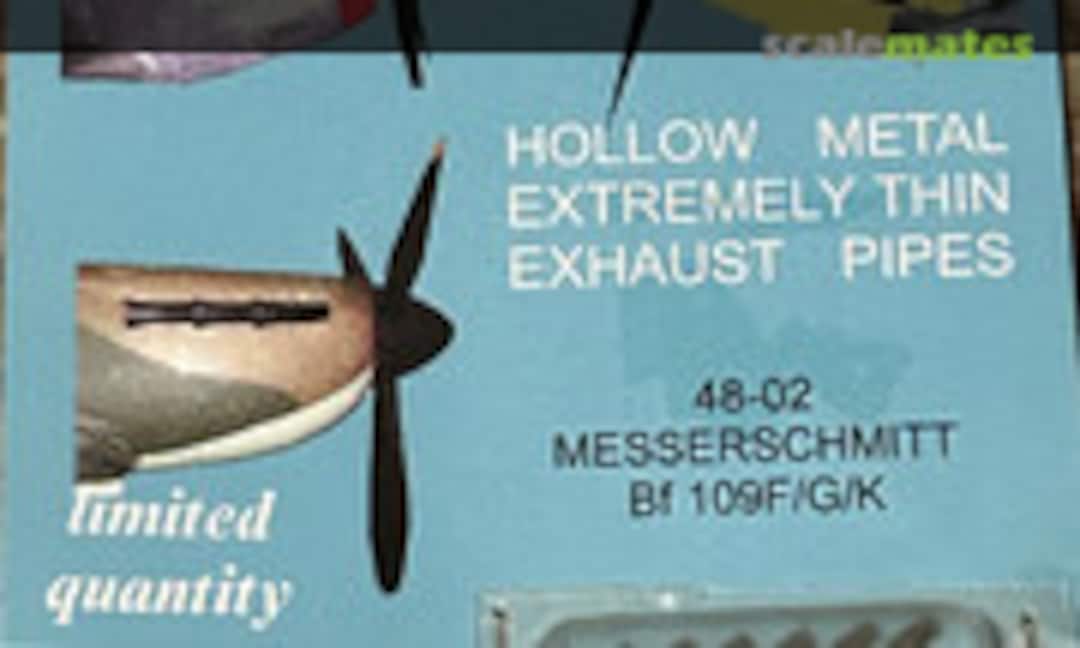 scalemates
HOLLOW METAL
EXTREMELY THIN
EXHAUST PIPES
48-02
MESSERSCHMITT
Bf 109F/G/K
limited
quantity